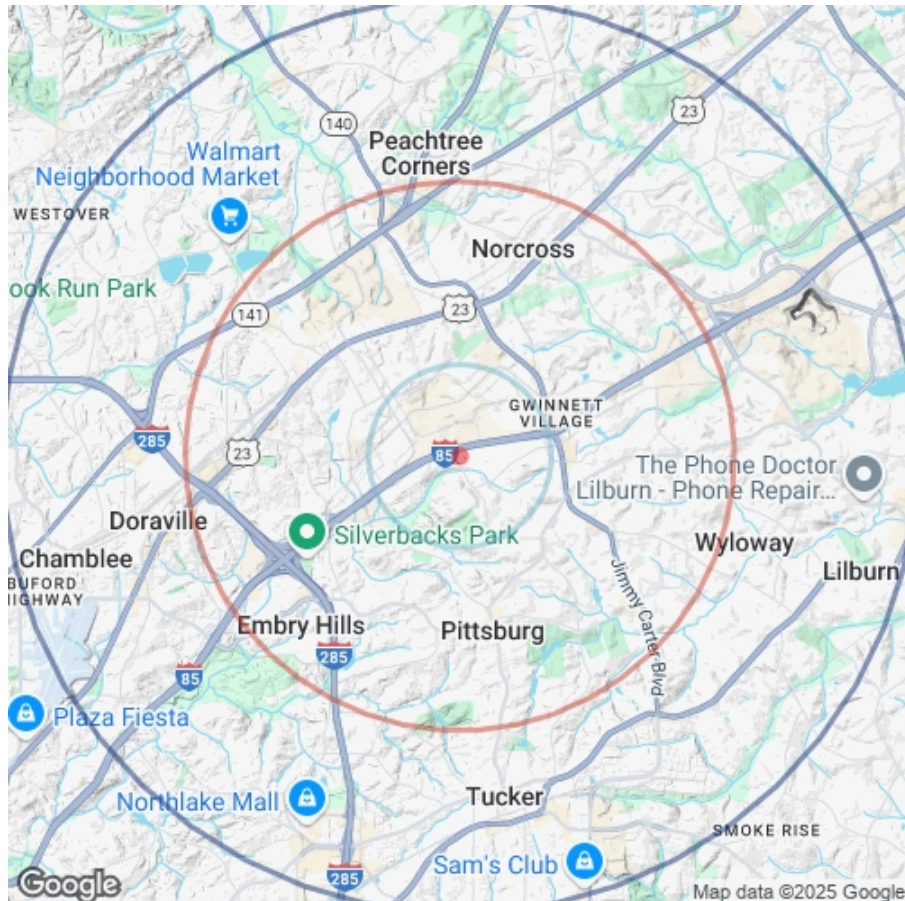 23
140
Peachtree
Corners
Walmart
Neighborhood Market
WESTOVER
Norcross
ook Run Park
141
23
GWINNETT
VILLAGE
285
23
85
The Phone Doctor
Lilburn - Phone Repair...
Doraville
Silverbacks Park
Wyloway
Chamblee
Lilburn
BUFORD
HIGHWAY
Jimmy Carter Blvd
Embry Hills
Pittsburg
285
85
Plaza Fiesta
Northlake Mall
Tucker
SMOKE RISE
Sam's Club
285
Google
Map data ©2025 Google